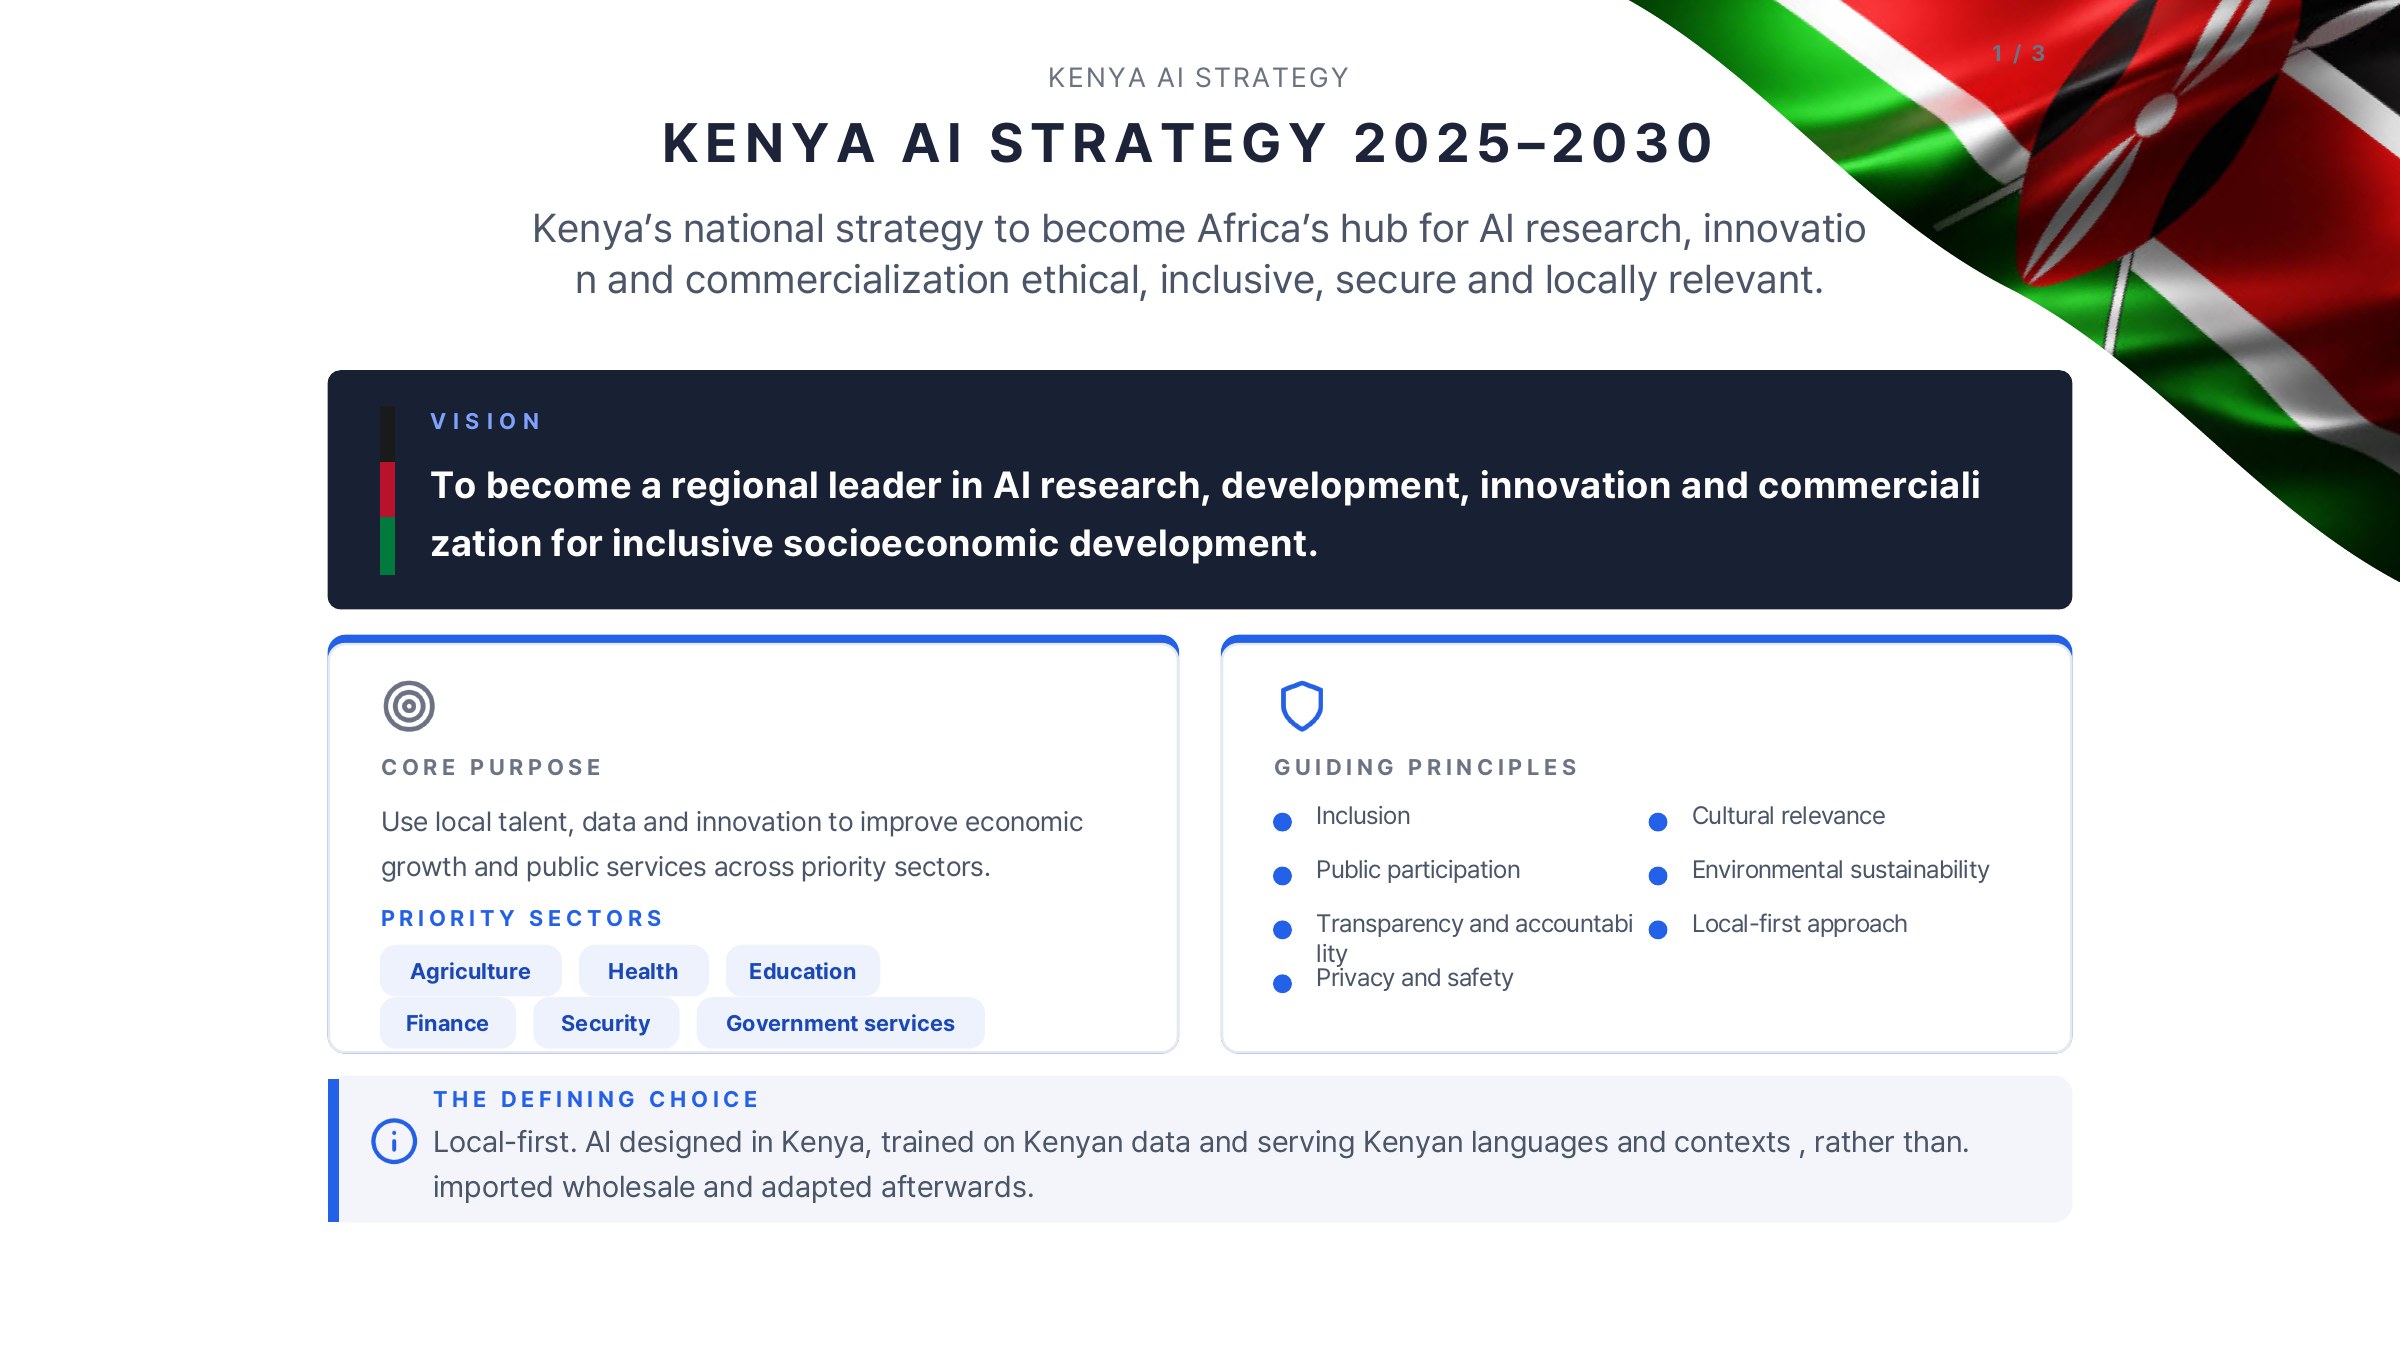 1 / 3
KENYA AI STRATEGY
KENYA AI STRATEGY 2025–2030
Kenya’s national strategy to become Africa’s hub for AI research, innovatio
n and commercialization ethical, inclusive, secure and locally relevant.
VISION
To become a regional leader in AI research, development, innovation and commerciali
zation for inclusive socioeconomic development.
CORE PURPOSE
Use local talent, data and innovation to improve economic
growth and public services across priority sectors.
PRIORITY SECTORS
Agriculture Health Education
Finance Security Government services
GUIDING PRINCIPLES
Inclusion
Public participation
Transparency and accountabi
lity
Privacy and safety
Cultural relevance
Environmental sustainability
Local-first approach
THE DEFINING CHOICE
Local-first. AI designed in Kenya, trained on Kenyan data and serving Kenyan languages and contexts , rather than.
imported wholesale and adapted afterwards.